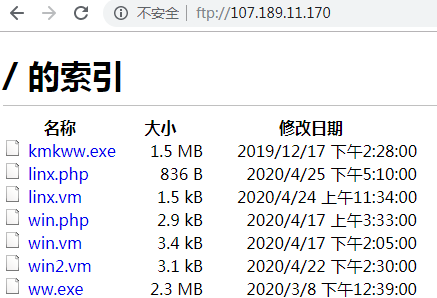 不安全 | ftp://107.189.11.170
/ 的索引
名称 大小 修改日期
kmkww.exe 1.5 MB 2019/12/17 下午2:28:00
linx.php 836 B 2020/4/25 下午5:10:00
linx.vm 1.5 kB 2020/4/24 上午11:34:00
win.php 2.9 kB 2020/4/17 上午3:33:00
win.vm 3.4 kB 2020/4/17 下午2:05:00
win2.vm 3.1 kB 2020/4/22 下午2:30:00
ww.exe 2.3 MB 2020/3/8 下午12:39:00